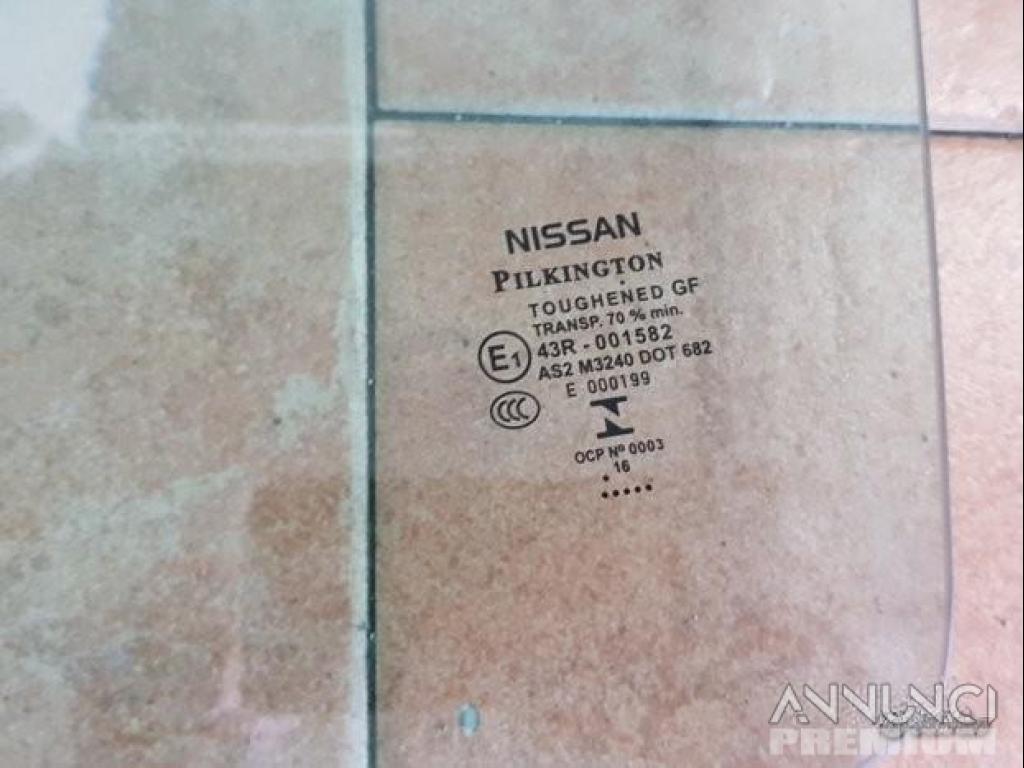 NISSAN
PILKINGTON
TOUGHENED GF
TRANSP. 70 % min.
E1
43R - 001582
AS2 M3240 DOT 682
E 000199
CCC
OCP Nº 0003
16
ANNUNCI
PREMIUM